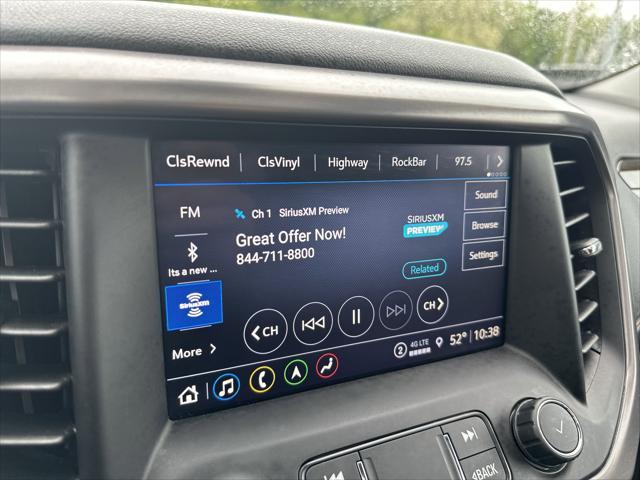 ClsRewnd ClsVinyl Highway RockBar 97.5
FM
Ch 1 SiriusXM Preview
SIRIUSXM
PREVIEW
Sound
Great Offer Now!
844-711-8800
Browse
Its a new ...
Settings
Related
SiriusXM
CH
CH
More
2 4G LTE 52° 10:38
BACK